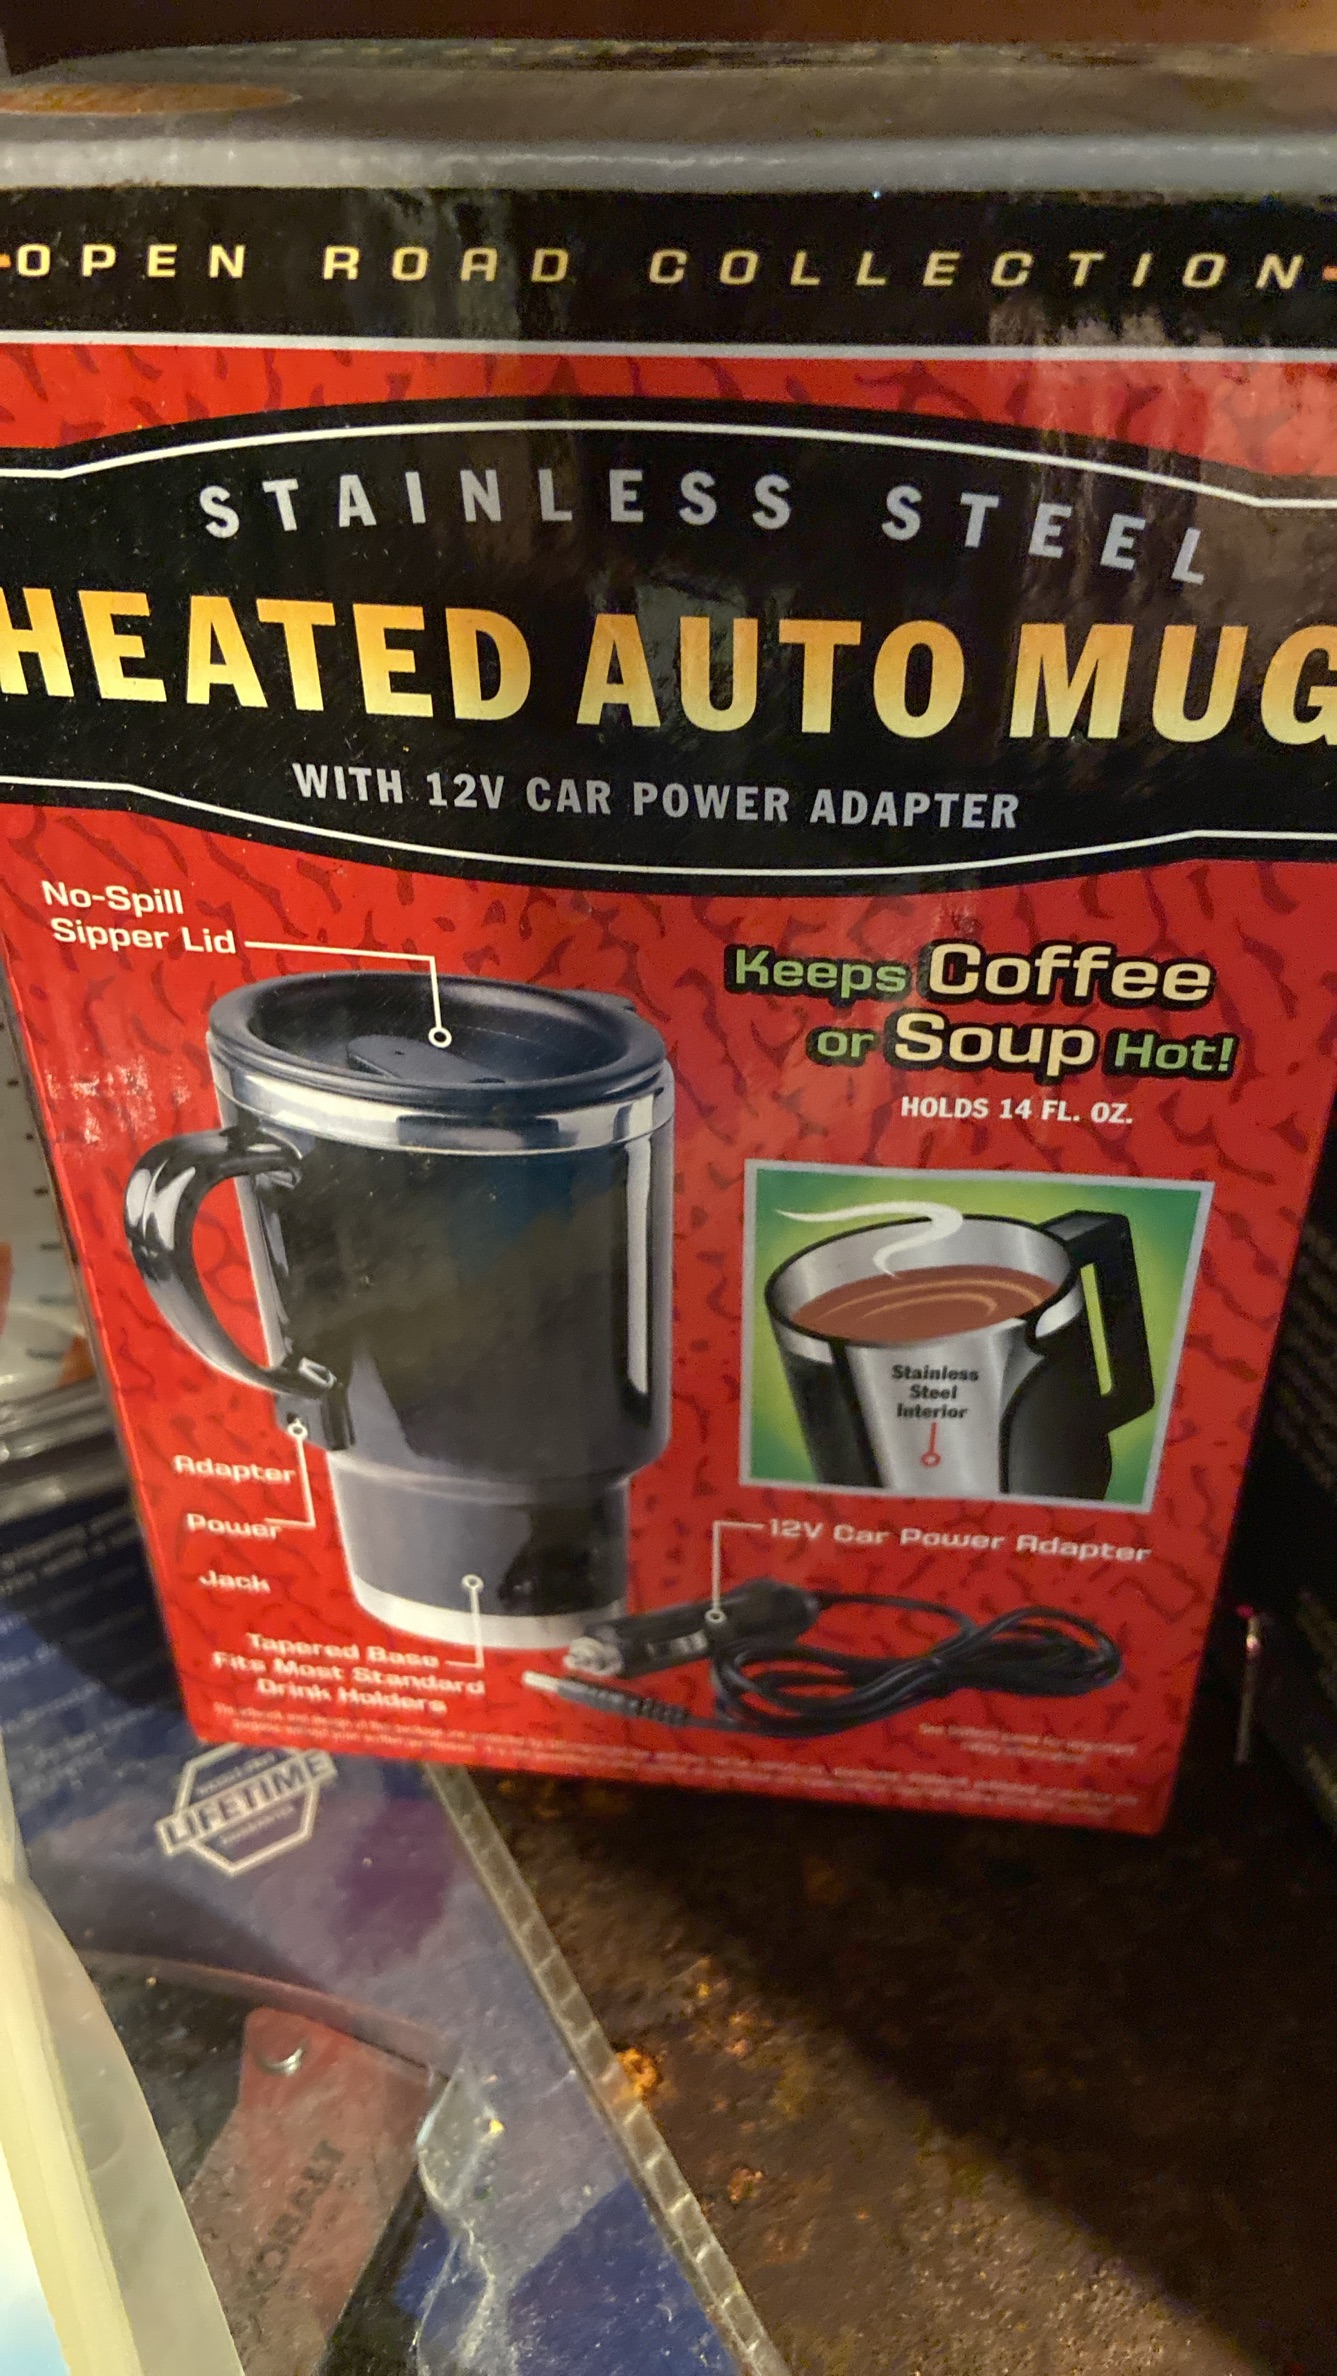 OPEN ROAD COLLECTION
STAINLESS STEEL
HEATED AUTO MUG
WITH 12V CAR POWER ADAPTER
No-Spill
Sipper Lid
Keeps Coffee
or Soup Hot!
HOLDS 14 FL. OZ.
Stainless
Steel
Interior
Adapter
Power
Jack
12V Car Power Adapter
Tapered Base
Fits Most Standard
Drink Holders
LIFETIME